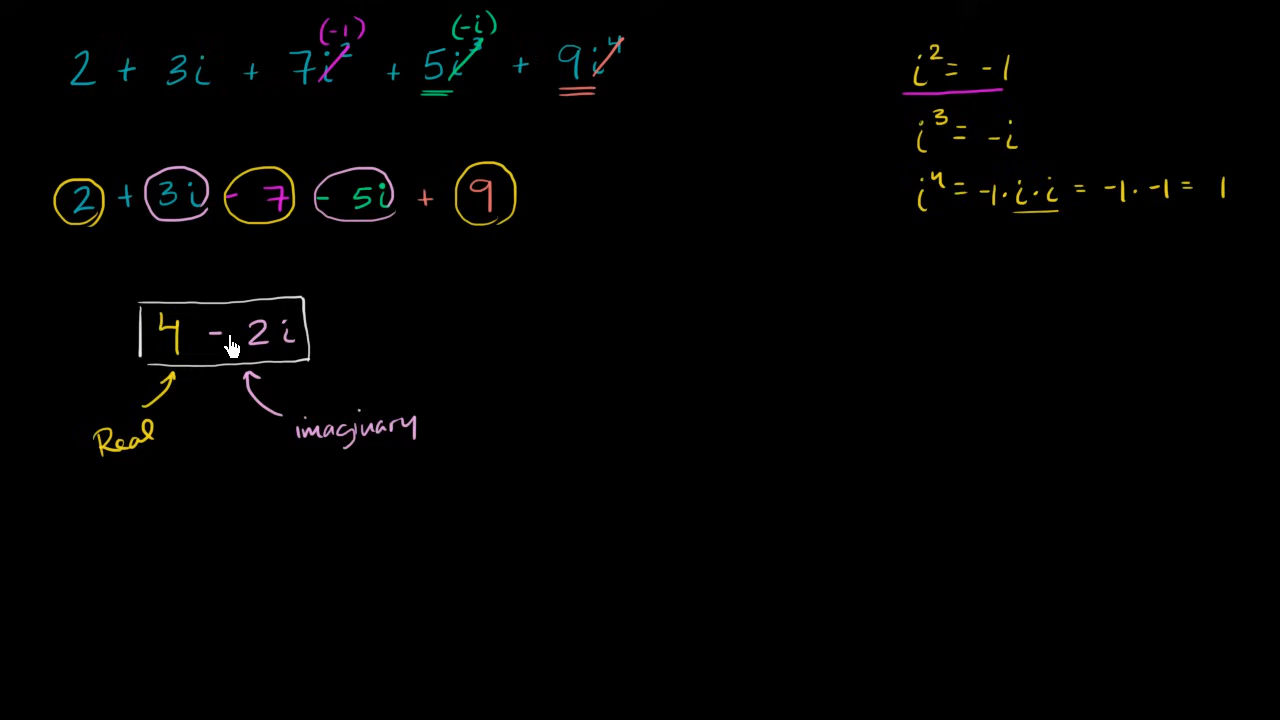 (-1) (-i)
2 + 3i + 7i² + 5i³ + 9i⁴
2 + 3i - 7 - 5i + 9
4 - 2i
Real
imaginary
i² = -1
i³ = -i
i⁴ = -1 · i · i = -1 · -1 = 1